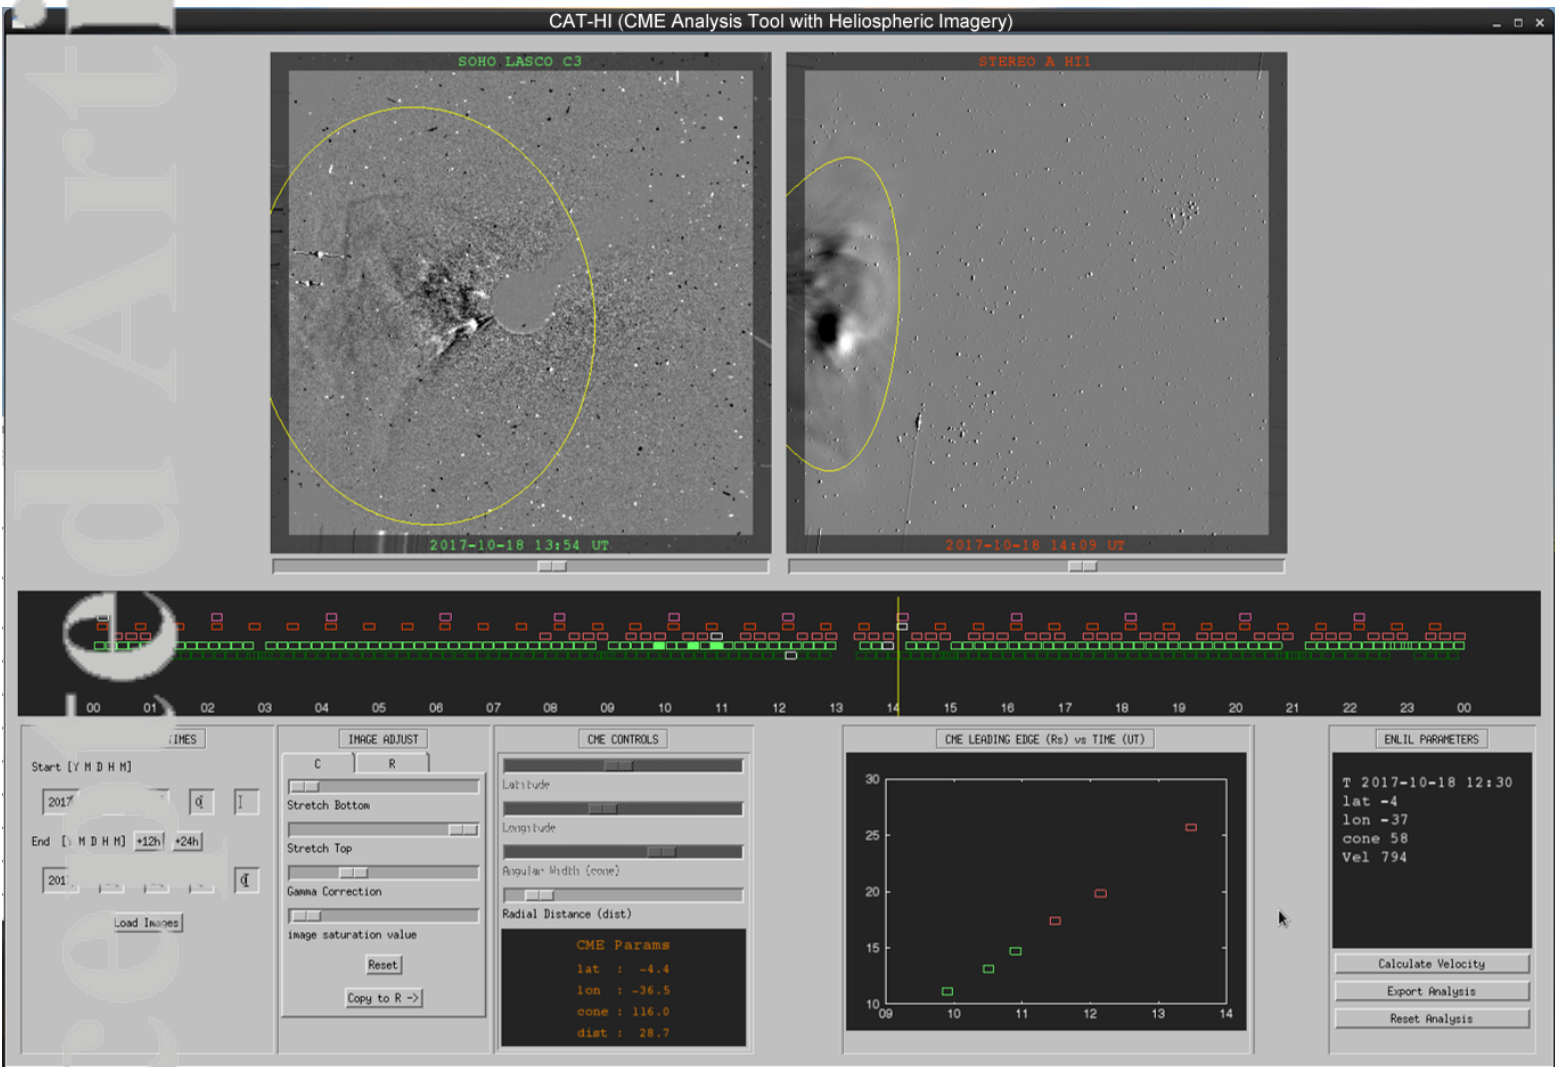 CAT-HI (CME Analysis Tool with Heliospheric Imagery)
SOHO LASCO C3
STEREO A HI1
2017-10-18 13:54 UT
2017-10-18 14:09 UT
00 01 02 03 04 05 06 07 08 09 10 11 12 13 14 15 16 17 18 19 20 21 22 23 00
IMAGE ADJUST
CME CONTROLS
CME LEADING EDGE (Rs) vs TIME (UT)
ENLIL PARAMETERS
Start [Y M D H M]
2017
End [Y M D H M] +12h +24h
Load Images
C R
Stretch Bottom
Stretch Top
Gamma Correction
image saturation value
Reset
Copy to R ->
Latitude
Longitude
Angular Width (cone)
Radial Distance (dist)
CME Params
lat : -4.4
lon : -36.5
cone : 116.0
dist : 28.7
30
25
20
15
10
09 10 11 12 13 14
T 2017-10-18 12:30
lat -4
lon -37
cone 58
Vel 794
Calculate Velocity
Export Analysis
Reset Analysis